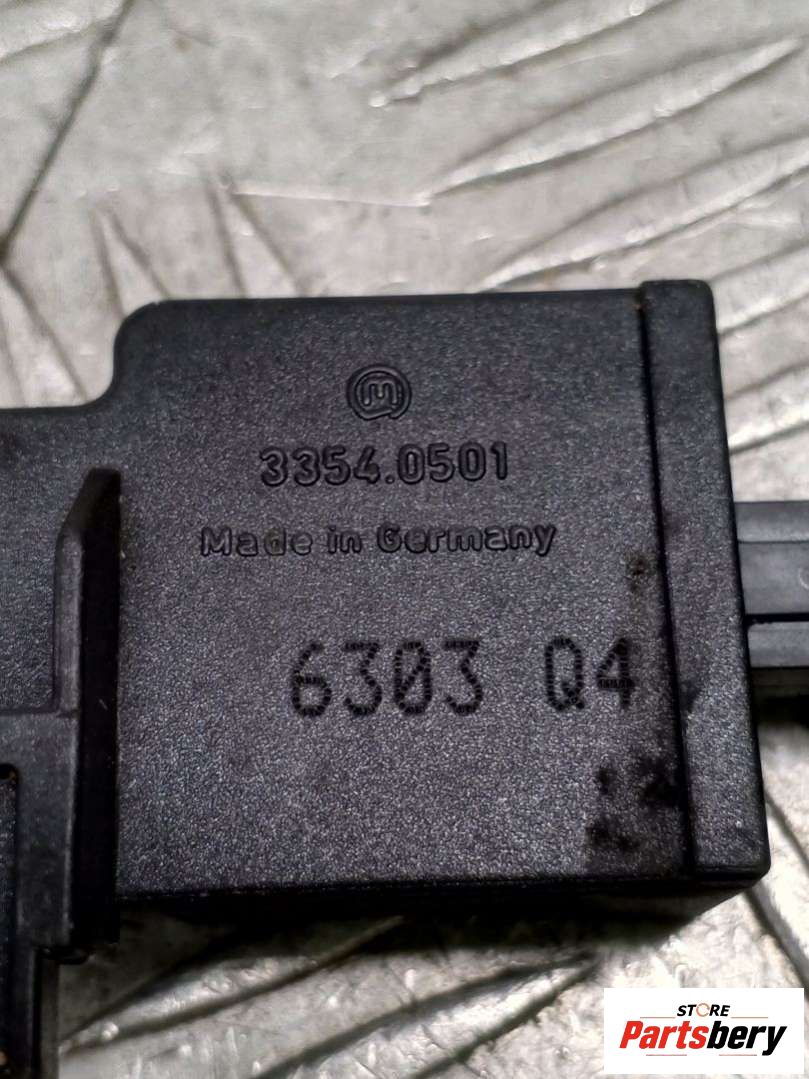 m
3354.0501
Made in Germany
6303 Q4
STORE
Partsbery